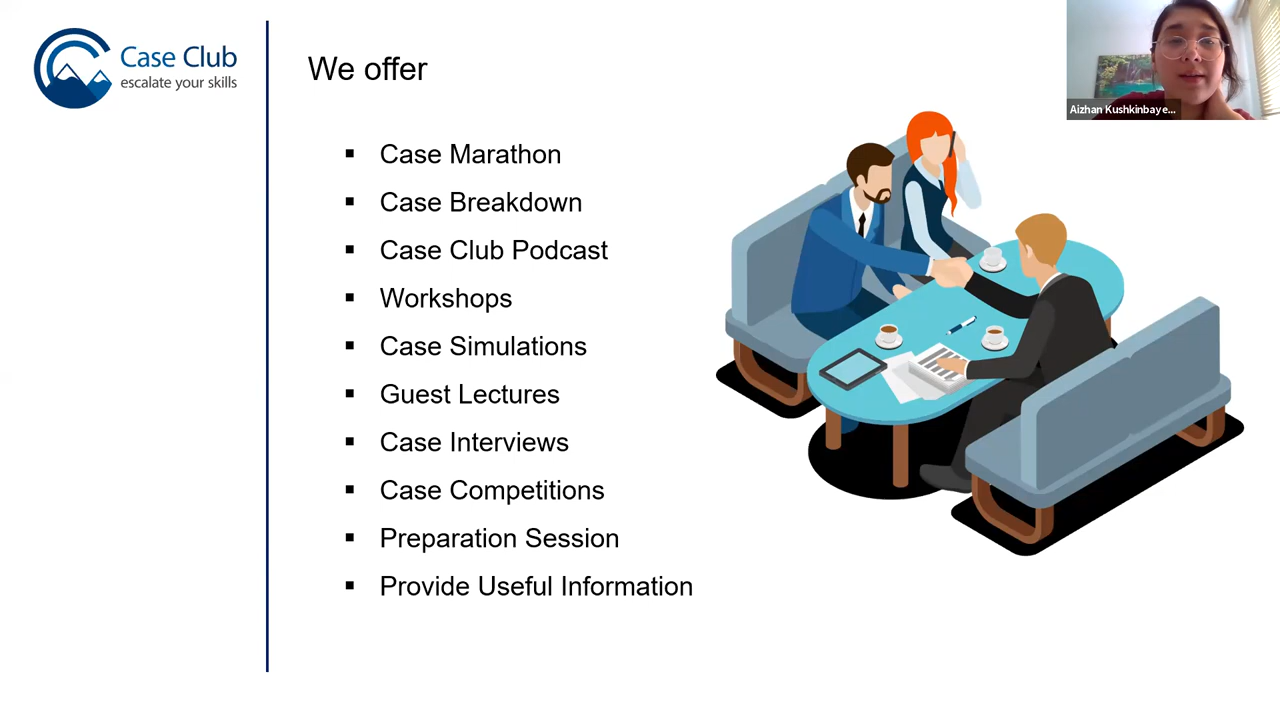 Case Club
escalate your skills
We offer
Aizhan Kushkinbaye...
▪ Case Marathon
▪ Case Breakdown
▪ Case Club Podcast
▪ Workshops
▪ Case Simulations
▪ Guest Lectures
▪ Case Interviews
▪ Case Competitions
▪ Preparation Session
▪ Provide Useful Information